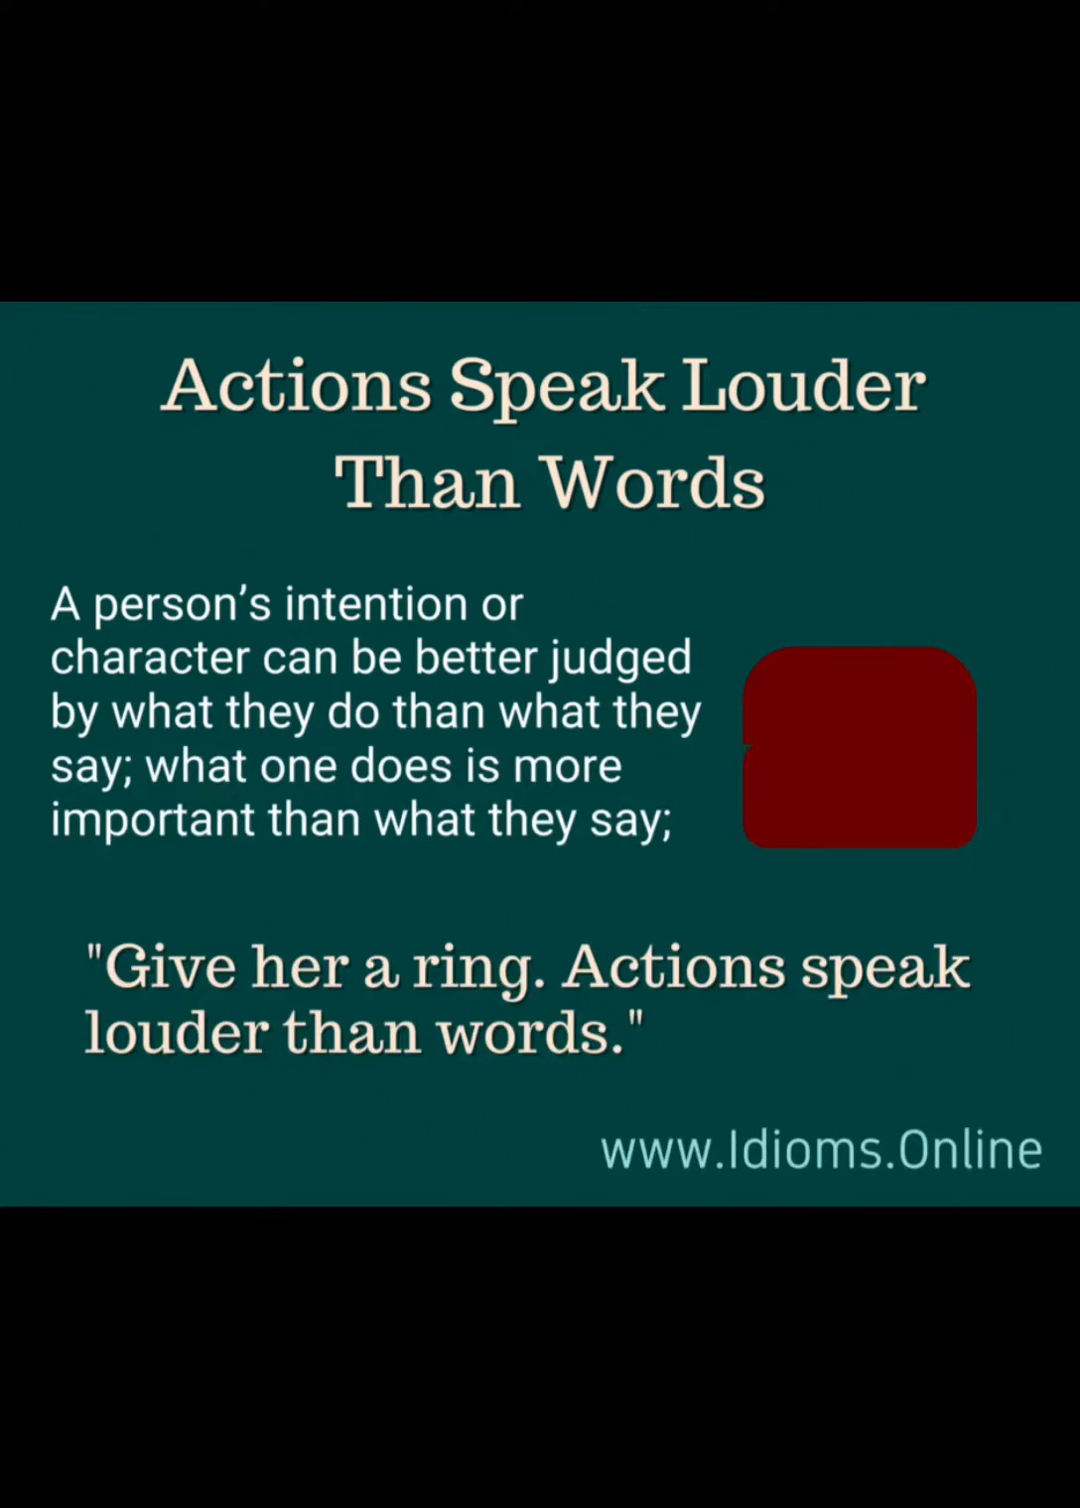 Actions Speak Louder
Than Words
A person’s intention or
character can be better judged
by what they do than what they
say; what one does is more
important than what they say;
"Give her a ring. Actions speak
louder than words."
www.Idioms.Online